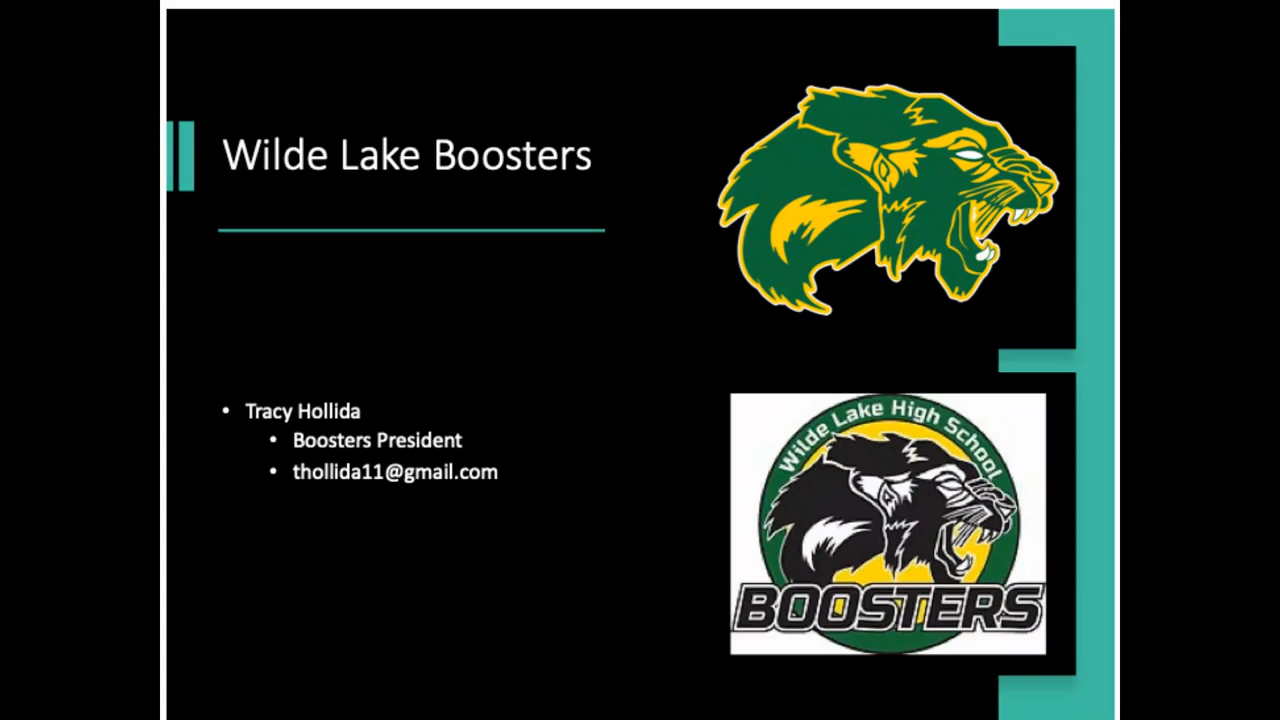 Wilde Lake Boosters
• Tracy Hollida
• Boosters President
• thollida11@gmail.com
Wilde Lake High School
BOOSTERS